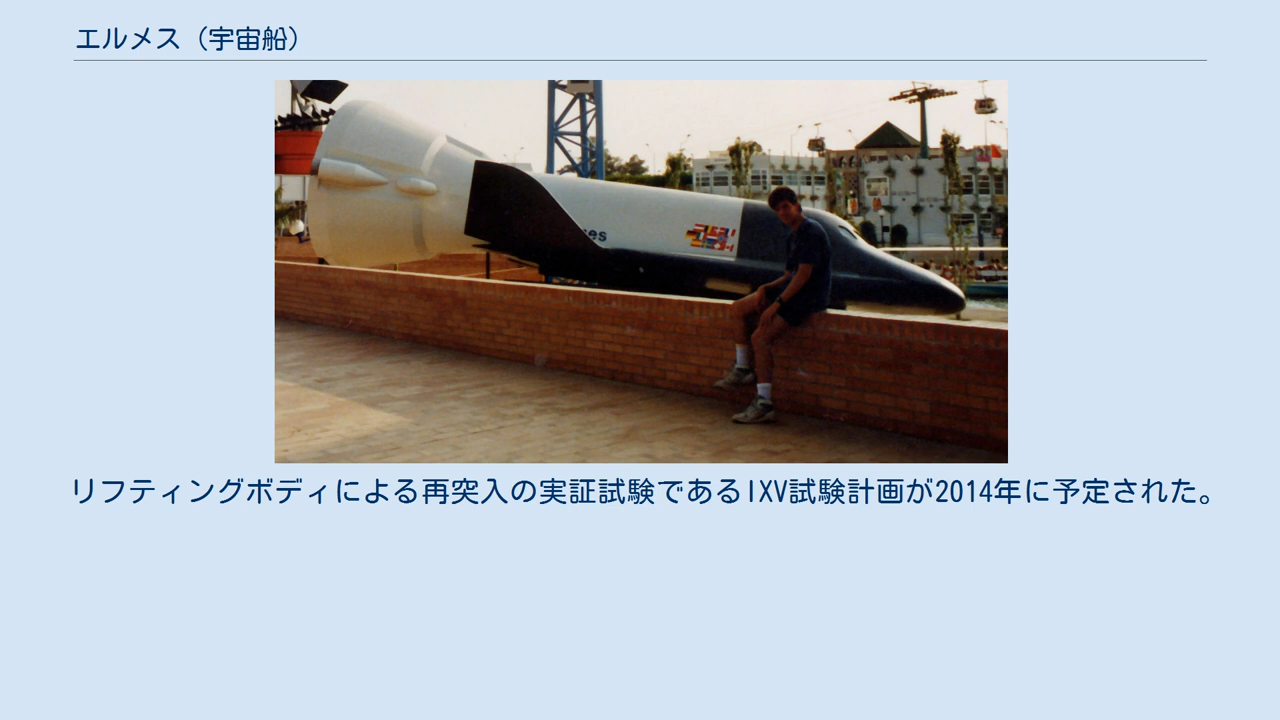 エルメス（宇宙船）
es
リフティングボディによる再突入の実証試験であるIXV試験計画が2014年に予定された。